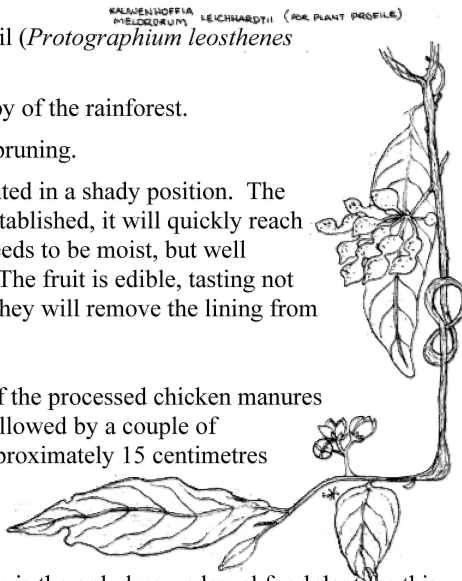 RAUWENHOFFIA
MELODORUM LEICHHARDTII (FOR PLANT PROFILE)
il (Protographium leosthenes
py of the rainforest.
pruning.
ted in a shady position. The
tablished, it will quickly reach
eeds to be moist, but well
The fruit is edible, tasting not
hey will remove the lining from
f the processed chicken manures
llowed by a couple of
proximately 15 centimetres